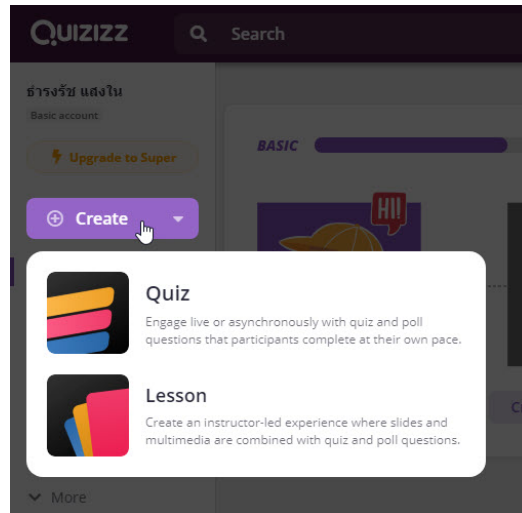 QUIZIZZ
Search
ธำรงรัช แสงใน
Basic account
Upgrade to Super
BASIC
HI!
Create
Quiz
Engage live or asynchronously with quiz and poll
questions that participants complete at their own pace.
Lesson
Create an instructor-led experience where slides and
multimedia are combined with quiz and poll questions.
More